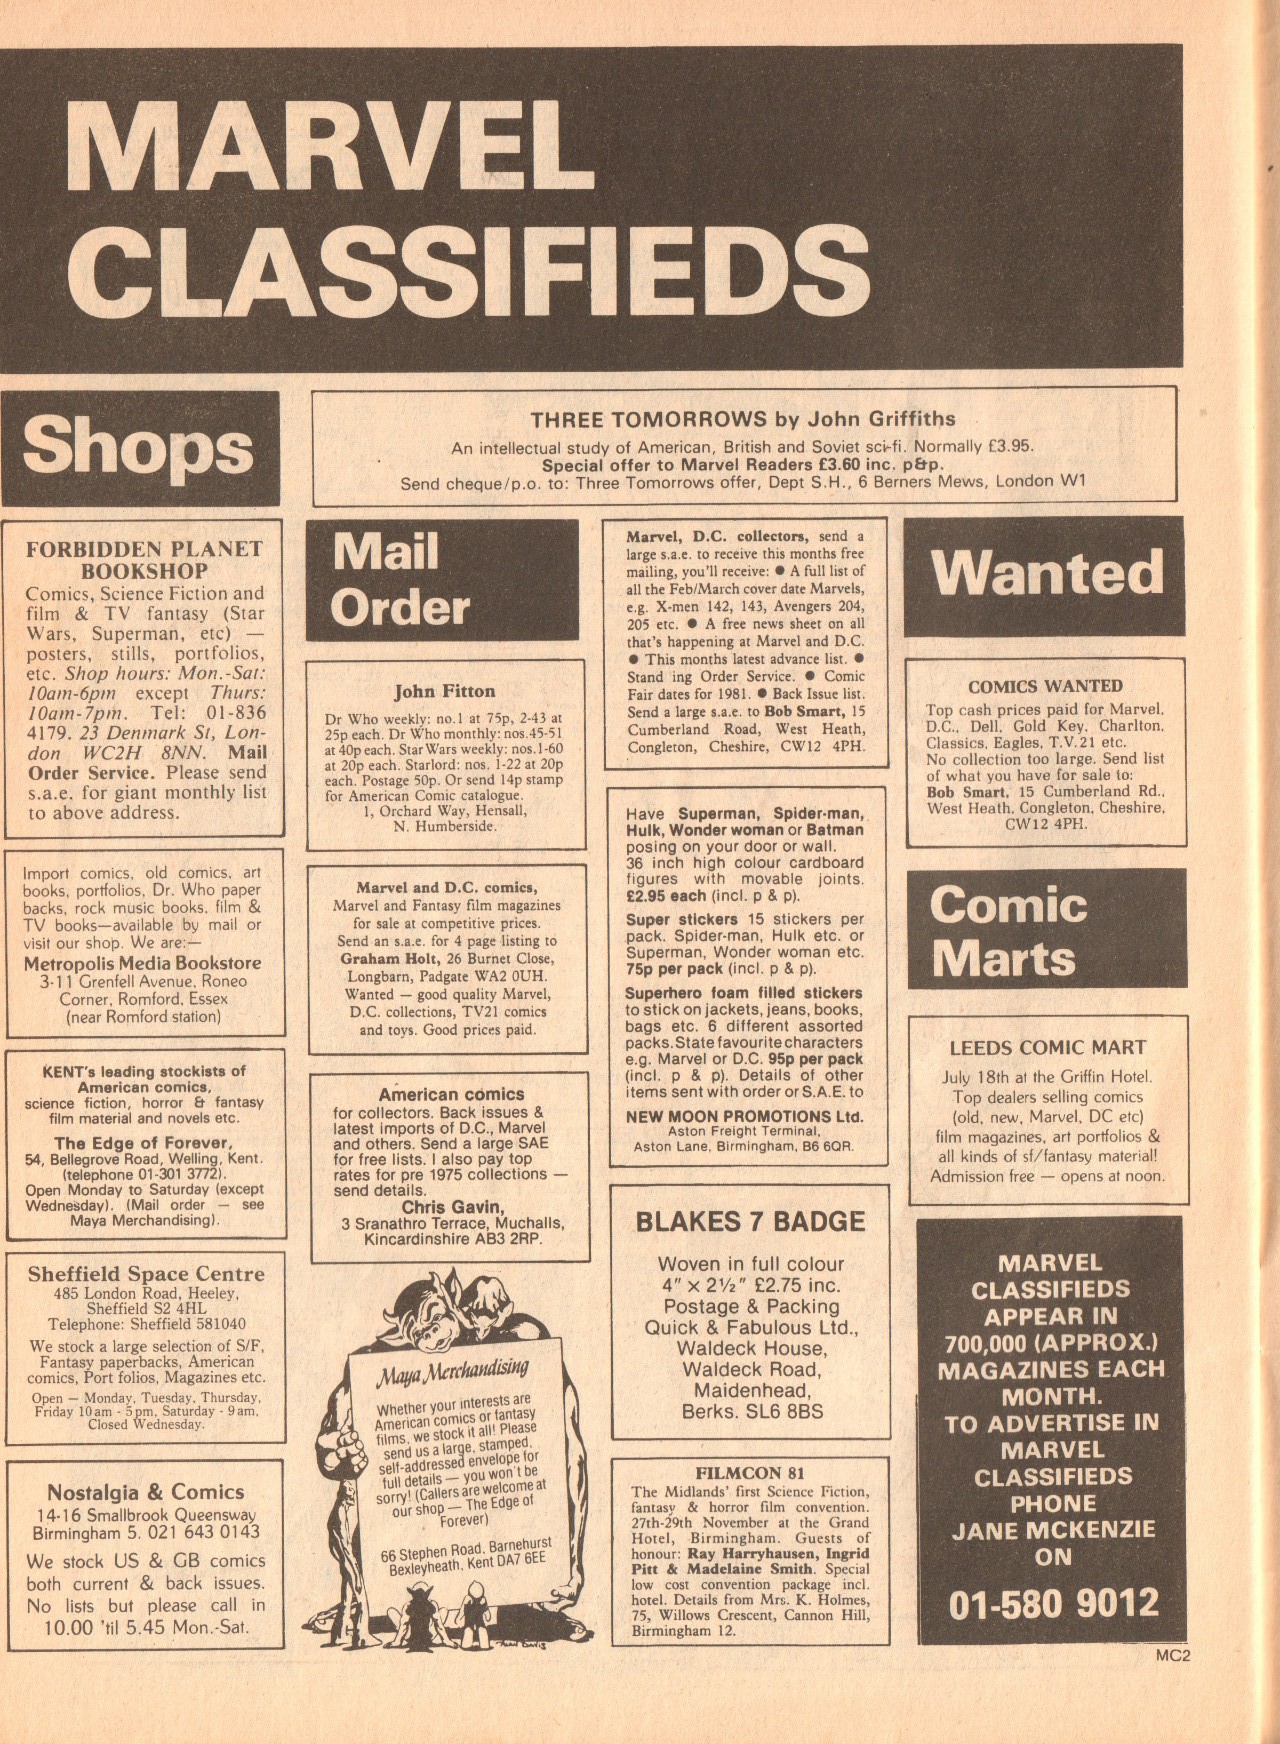 MARVEL
CLASSIFIEDS
Shops
THREE TOMORROWS by John Griffiths
An intellectual study of American, British and Soviet sci-fi. Normally £3.95.
Special offer to Marvel Readers £3.60 inc. p&p.
Send cheque/p.o. to: Three Tomorrows offer, Dept S.H., 6 Berners Mews, London W1
FORBIDDEN PLANET
BOOKSHOP
Comics, Science Fiction and
film & TV fantasy (Star
Wars, Superman, etc) —
posters, stills, portfolios,
etc. Shop hours: Mon.-Sat:
10am-6pm except Thurs:
10am-7pm. Tel: 01-836
4179. 23 Denmark St, Lon-
don WC2H 8NN. Mail
Order Service. Please send
s.a.e. for giant monthly list
to above address.
Import comics, old comics, art
books, portfolios, Dr. Who paper
backs, rock music books, film &
TV books—available by mail or
visit our shop. We are:—
Metropolis Media Bookstore
3-11 Grenfell Avenue, Roneo
Corner, Romford, Essex
(near Romford station)
KENT's leading stockists of
American comics,
science fiction, horror & fantasy
film material and novels etc.
The Edge of Forever,
54, Bellegrove Road, Welling, Kent.
(telephone 01-301 3772).
Open Monday to Saturday (except
Wednesday). (Mail order — see
Maya Merchandising).
Sheffield Space Centre
485 London Road, Heeley,
Sheffield S2 4HL
Telephone: Sheffield 581040
We stock a large selection of S/F,
Fantasy paperbacks, American
comics, Port folios, Magazines etc.
Open — Monday, Tuesday, Thursday,
Friday 10am - 5pm, Saturday - 9am,
Closed Wednesday.
Nostalgia & Comics
14-16 Smallbrook Queensway
Birmingham 5. 021 643 0143
We stock US & GB comics
both current & back issues.
No lists but please call in
10.00 'til 5.45 Mon.-Sat.
Mail
Order
John Fitton
Dr Who weekly: no.1 at 75p, 2-43 at
25p each. Dr Who monthly: nos.45-51
at 40p each. Star Wars weekly: nos.1-60
at 20p each. Starlord: nos. 1-22 at 20p
each. Postage 50p. Or send 14p stamp
for American Comic catalogue.
1, Orchard Way, Hensall,
N. Humberside.
Marvel and D.C. comics,
Marvel and Fantasy film magazines
for sale at competitive prices.
Send an s.a.e. for 4 page listing to
Graham Holt, 26 Burnet Close,
Longbarn, Padgate WA2 0UH.
Wanted — good quality Marvel,
D.C. collections, TV21 comics
and toys. Good prices paid.
American comics
for collectors. Back issues &
latest imports of D.C., Marvel
and others. Send a large SAE
for free lists. I also pay top
rates for pre 1975 collections —
send details.
Chris Gavin,
3 Sranathro Terrace, Muchalls,
Kincardinshire AB3 2RP.
Maya Merchandising
Whether your interests are
American comics or fantasy
films, we stock it all! Please
send us a large, stamped,
self-addressed envelope for
full details — you won't be
sorry! (Callers are welcome at
our shop — The Edge of
Forever)
66 Stephen Road, Barnehurst
Bexleyheath, Kent DA7 6EE
Alan Davis
Marvel, D.C. collectors, send a
large s.a.e. to receive this months free
mailing, you'll receive: ● A full list of
all the Feb/March cover date Marvels,
e.g. X-men 142, 143, Avengers 204,
205 etc. ● A free news sheet on all
that's happening at Marvel and D.C.
● This months latest advance list. ●
Stand ing Order Service. ● Comic
Fair dates for 1981. ● Back Issue list.
Send a large s.a.e. to Bob Smart, 15
Cumberland Road, West Heath,
Congleton, Cheshire, CW12 4PH.
Have Superman, Spider-man,
Hulk, Wonder woman or Batman
posing on your door or wall.
36 inch high colour cardboard
figures with movable joints.
£2.95 each (incl. p & p).
Super stickers 15 stickers per
pack. Spider-man, Hulk etc. or
Superman, Wonder woman etc.
75p per pack (incl. p & p).
Superhero foam filled stickers
to stick on jackets, jeans, books,
bags etc. 6 different assorted
packs. State favourite characters
e.g. Marvel or D.C. 95p per pack
(incl. p & p). Details of other
items sent with order or S.A.E. to
NEW MOON PROMOTIONS Ltd.
Aston Freight Terminal,
Aston Lane, Birmingham, B6 6QR.
BLAKES 7 BADGE
Woven in full colour
4" × 2½" £2.75 inc.
Postage & Packing
Quick & Fabulous Ltd.,
Waldeck House,
Waldeck Road,
Maidenhead,
Berks. SL6 8BS
FILMCON 81
The Midlands' first Science Fiction,
fantasy & horror film convention.
27th-29th November at the Grand
Hotel, Birmingham. Guests of
honour: Ray Harryhausen, Ingrid
Pitt & Madelaine Smith. Special
low cost convention package incl.
hotel. Details from Mrs. K. Holmes,
75, Willows Crescent, Cannon Hill,
Birmingham 12.
Wanted
COMICS WANTED
Top cash prices paid for Marvel,
D.C., Dell, Gold Key, Charlton,
Classics, Eagles, T.V.21 etc.
No collection too large. Send list
of what you have for sale to:
Bob Smart, 15 Cumberland Rd.,
West Heath, Congleton, Cheshire,
CW12 4PH.
Comic
Marts
LEEDS COMIC MART
July 18th at the Griffin Hotel.
Top dealers selling comics
(old, new, Marvel, DC etc)
film magazines, art portfolios &
all kinds of sf/fantasy material!
Admission free — opens at noon.
MARVEL
CLASSIFIEDS
APPEAR IN
700,000 (APPROX.)
MAGAZINES EACH
MONTH.
TO ADVERTISE IN
MARVEL
CLASSIFIEDS
PHONE
JANE MCKENZIE
ON
01-580 9012
MC2